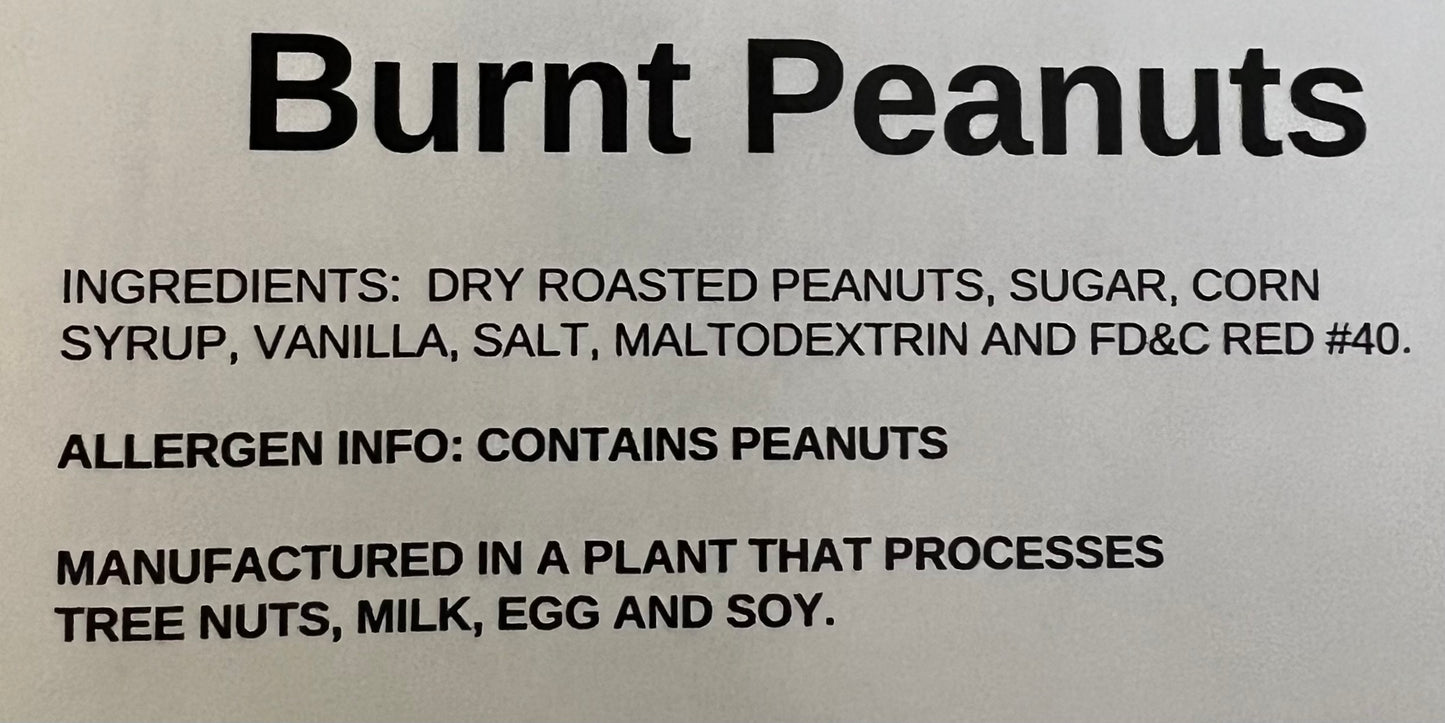 Burnt Peanuts
INGREDIENTS: DRY ROASTED PEANUTS, SUGAR, CORN
SYRUP, VANILLA, SALT, MALTODEXTRIN AND FD&C RED #40.
ALLERGEN INFO: CONTAINS PEANUTS
MANUFACTURED IN A PLANT THAT PROCESSES
TREE NUTS, MILK, EGG AND SOY.